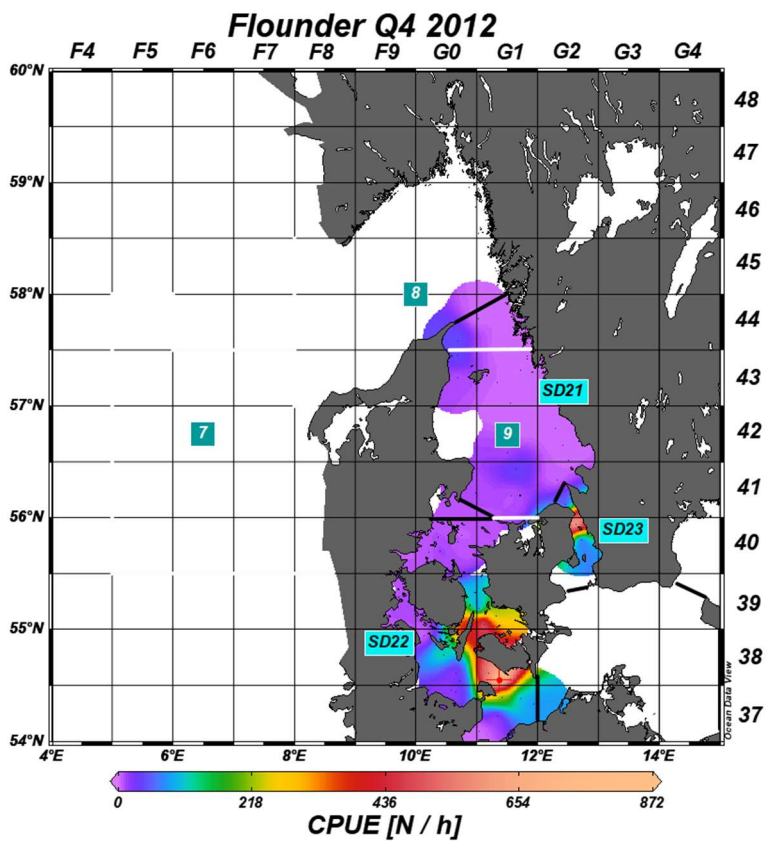 Flounder Q4 2012
F4 F5 F6 F7 F8 F9 G0 G1 G2 G3 G4
60°N
48
47
59°N
46
45
58°N
8
44
43
SD21
57°N
7
9
42
41
56°N
SD23
40
39
55°N
SD22
38
37
Ocean Data View
54°N
4°E 6°E 8°E 10°E 12°E 14°E
0 218 436 654 872
CPUE [N / h]